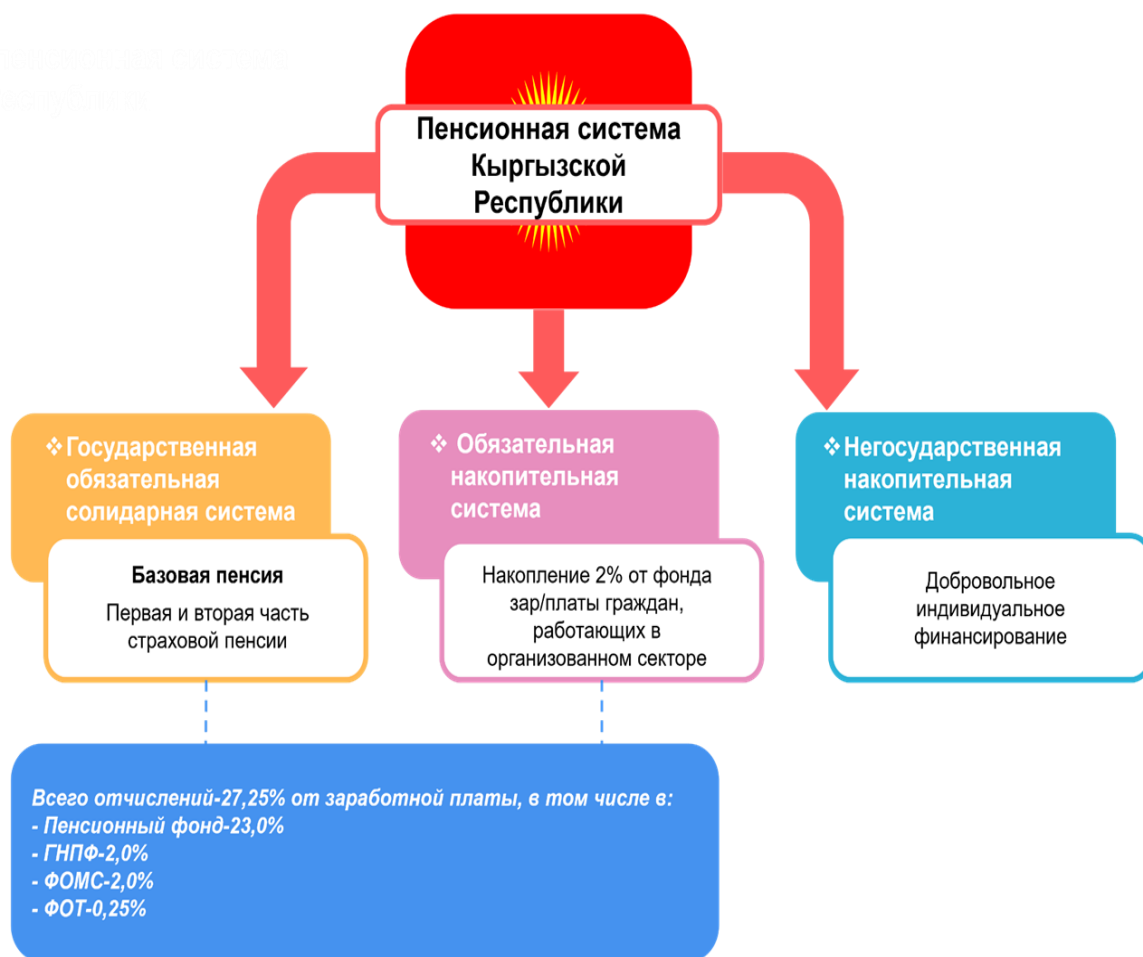 Пенсионная система
Кыргызской
Республики
❖ Государственная
обязательная
солидарная система
Базовая пенсия
Первая и вторая часть
страховой пенсии
❖ Обязательная
накопительная
система
Накопление 2% от фонда
зар/платы граждан,
работающих в
организованном секторе
❖ Негосударственная
накопительная
система
Добровольное
индивидуальное
финансирование
Всего отчислений-27,25% от заработной платы, в том числе в:
- Пенсионный фонд-23,0%
- ГНПФ-2,0%
- ФОМС-2,0%
- ФОТ-0,25%